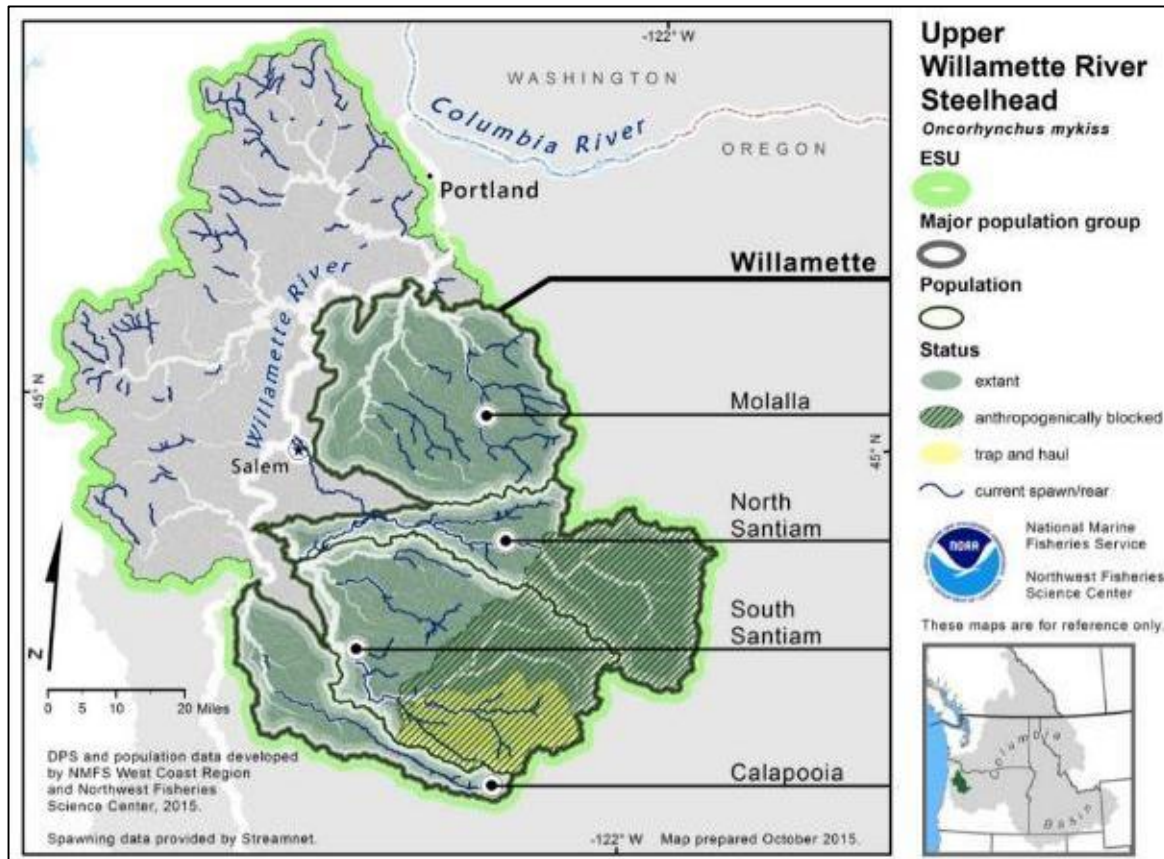 -122° W
WASHINGTON
Columbia River
OREGON
Portland
Willamette
Willamette River
45° N
Molalla
45° N
Salem
North
Santiam
South
Santiam
Z
0 5 10 20 Miles
Calapooia
DPS and population data developed
by NMFS West Coast Region
and Northwest Fisheries
Science Center, 2015.
Spawning data provided by Streamnet.
-122° W Map prepared October 2015.
Upper
Willamette River
Steelhead
Oncorhynchus mykiss
ESU
Major population group
Population
Status
extant
anthropogenically blocked
trap and haul
current spawn/rear
NOAA
National Marine
Fisheries Service
Northwest Fisheries
Science Center
These maps are for reference only.
Columbia
Basin